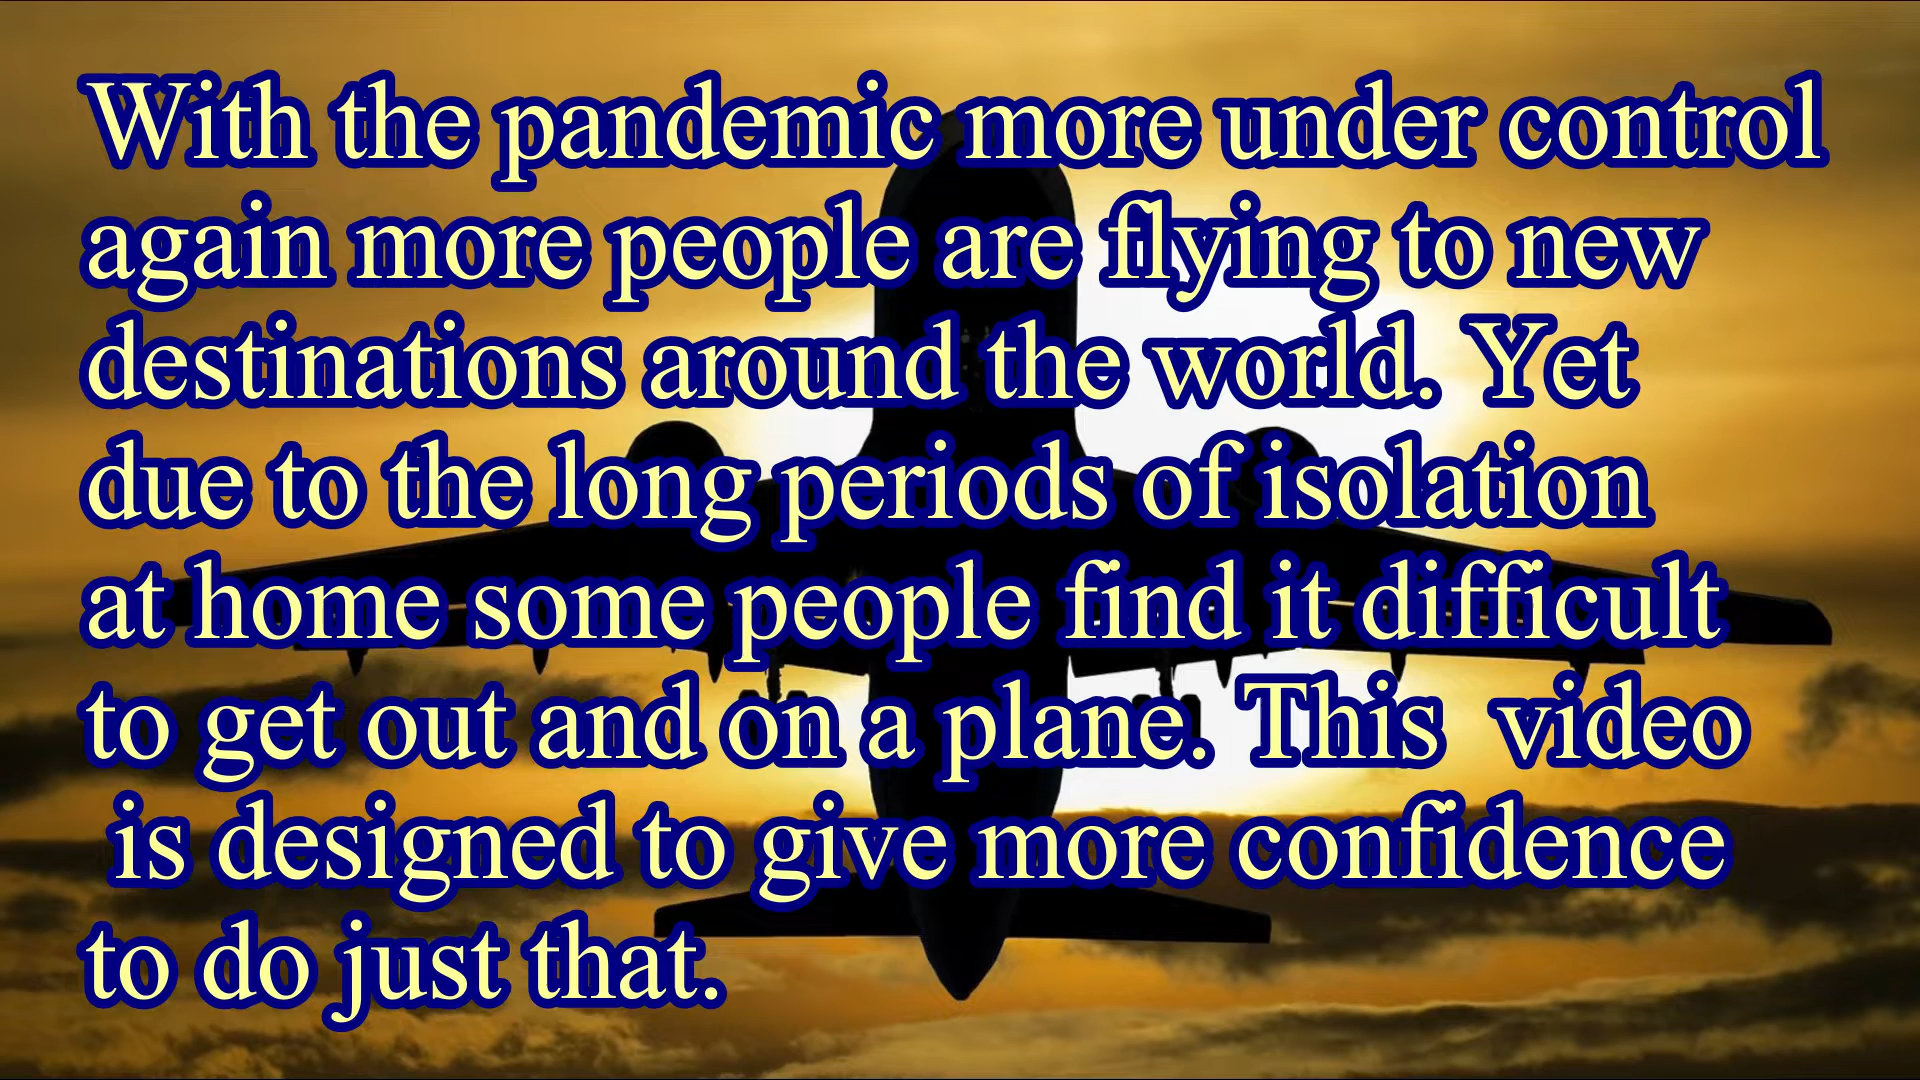 With the pandemic more under control
again more people are flying to new
destinations around the world. Yet
due to the long periods of isolation
at home some people find it difficult
to get out and on a plane. This  video
is designed to give more confidence
to do just that.